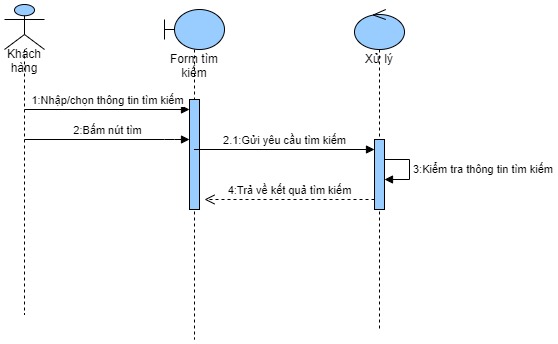 Khách
hàng
Form tìm
kiếm
Xử lý
1:Nhập/chọn thông tin tìm kiếm
2:Bấm nút tìm
2.1:Gửi yêu cầu tìm kiếm
3:Kiểm tra thông tin tìm kiếm
4:Trả về kết quả tìm kiếm